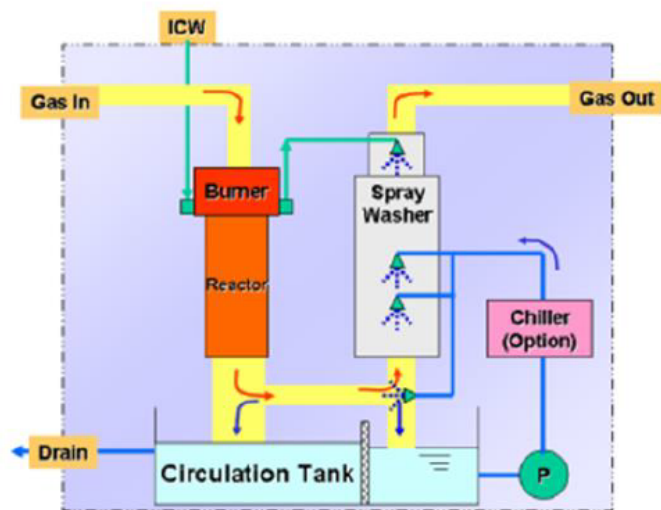 ICW
Gas In
Gas Out
Burner
Spray
Washer
Reactor
Chiller
(Option)
Drain
Circulation Tank
P